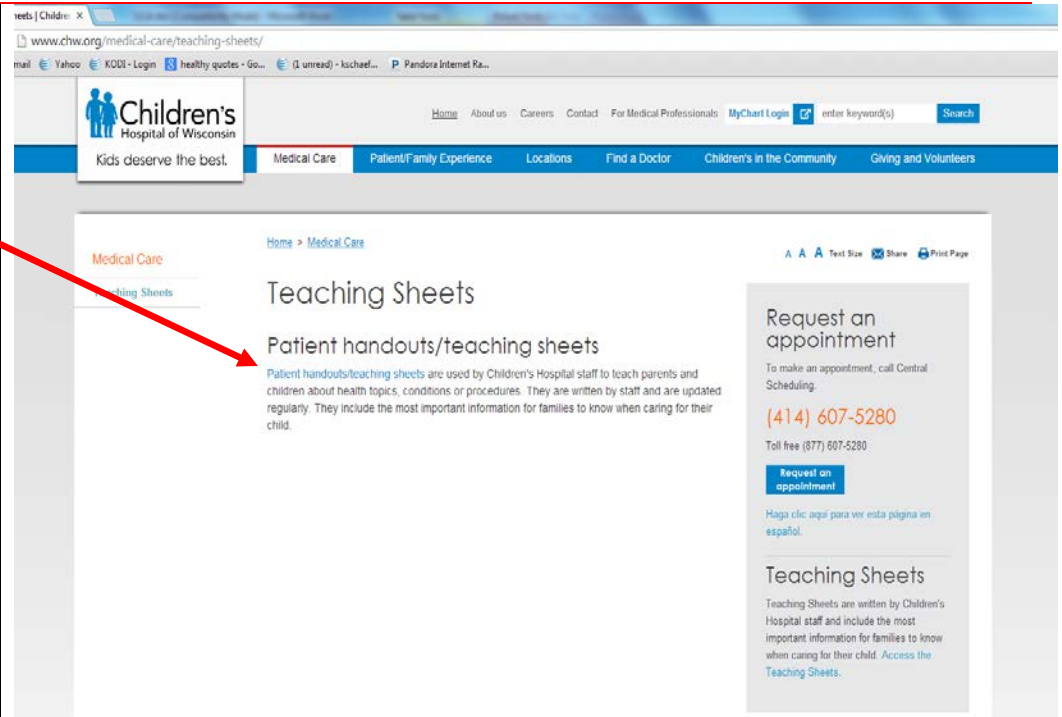 heets | Childre ×
www.chw.org/medical-care/teaching-sheets/
mail Yahoo KODI - Login healthy quotes - Go... (1 unread) - kschaef... Pandora Internet Ra...
Children's
Hospital of Wisconsin
Kids deserve the best.
Home About us Careers Contact For Medical Professionals MyChart Login enter keyword(s) Search
Medical Care Patient/Family Experience Locations Find a Doctor Children's in the Community Giving and Volunteers
Home > Medical Care
A A A Text Size Share Print Page
Medical Care
Teaching Sheets
Teaching Sheets
Patient handouts/teaching sheets
Patient handouts/teaching sheets are used by Children's Hospital staff to teach parents and
children about health topics, conditions or procedures. They are written by staff and are updated
regularly. They include the most important information for families to know when caring for their
child.
Request an
appointment
To make an appointment, call Central
Scheduling.
(414) 607-5280
Toll free (877) 607-5280
Request an
appointment
Haga clic aquí para ver esta página en
español.
Teaching Sheets
Teaching Sheets are written by Children's
Hospital staff and include the most
important information for families to know
when caring for their child. Access the
Teaching Sheets.